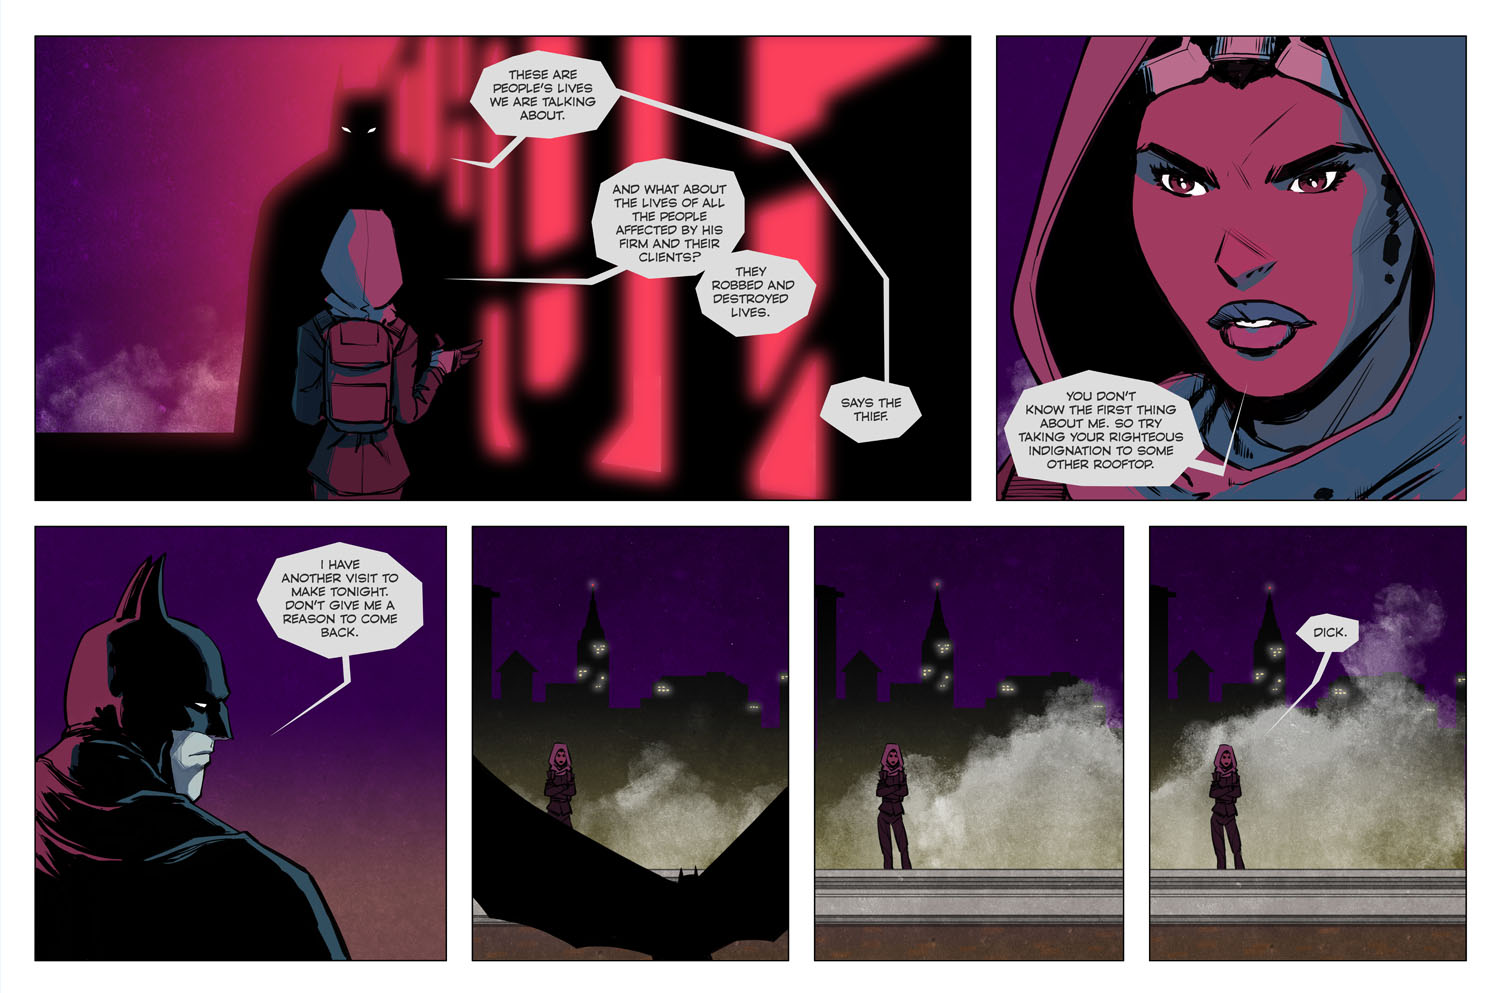 THESE ARE
PEOPLE'S LIVES
WE ARE TALKING
ABOUT.
AND WHAT ABOUT
THE LIVES OF ALL
THE PEOPLE
AFFECTED BY HIS
FIRM AND THEIR
CLIENTS?
THEY
ROBBED AND
DESTROYED
LIVES.
SAYS THE
THIEF.
YOU DON'T
KNOW THE FIRST THING
ABOUT ME. SO TRY
TAKING YOUR RIGHTEOUS
INDIGNATION TO SOME
OTHER ROOFTOP.
I HAVE
ANOTHER VISIT TO
MAKE TONIGHT.
DON'T GIVE ME A
REASON TO COME
BACK.
DICK.